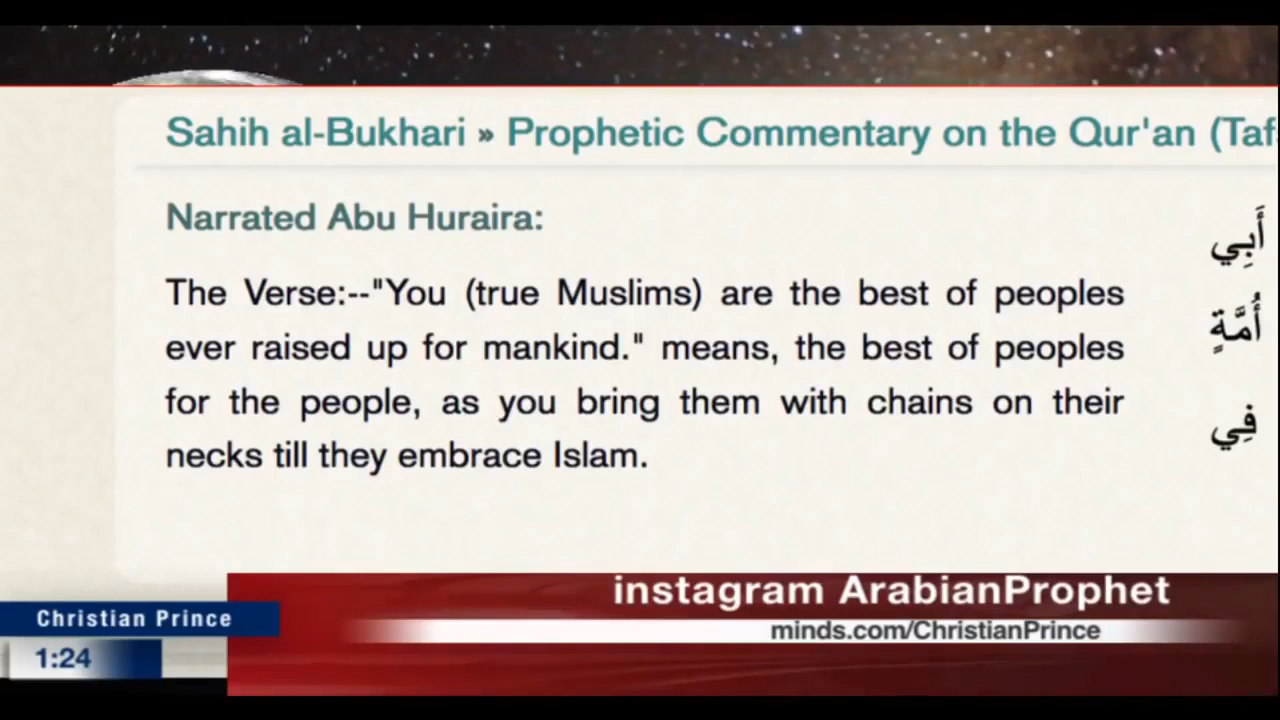 Sahih al-Bukhari » Prophetic Commentary on the Qur'an (Taf
Narrated Abu Huraira:
أَبِي
The Verse:--"You (true Muslims) are the best of peoples
أُمَّةٍ
ever raised up for mankind." means, the best of peoples
for the people, as you bring them with chains on their
فِي
necks till they embrace Islam.
instagram ArabianProphet
Christian Prince
minds.com/ChristianPrince
1:24